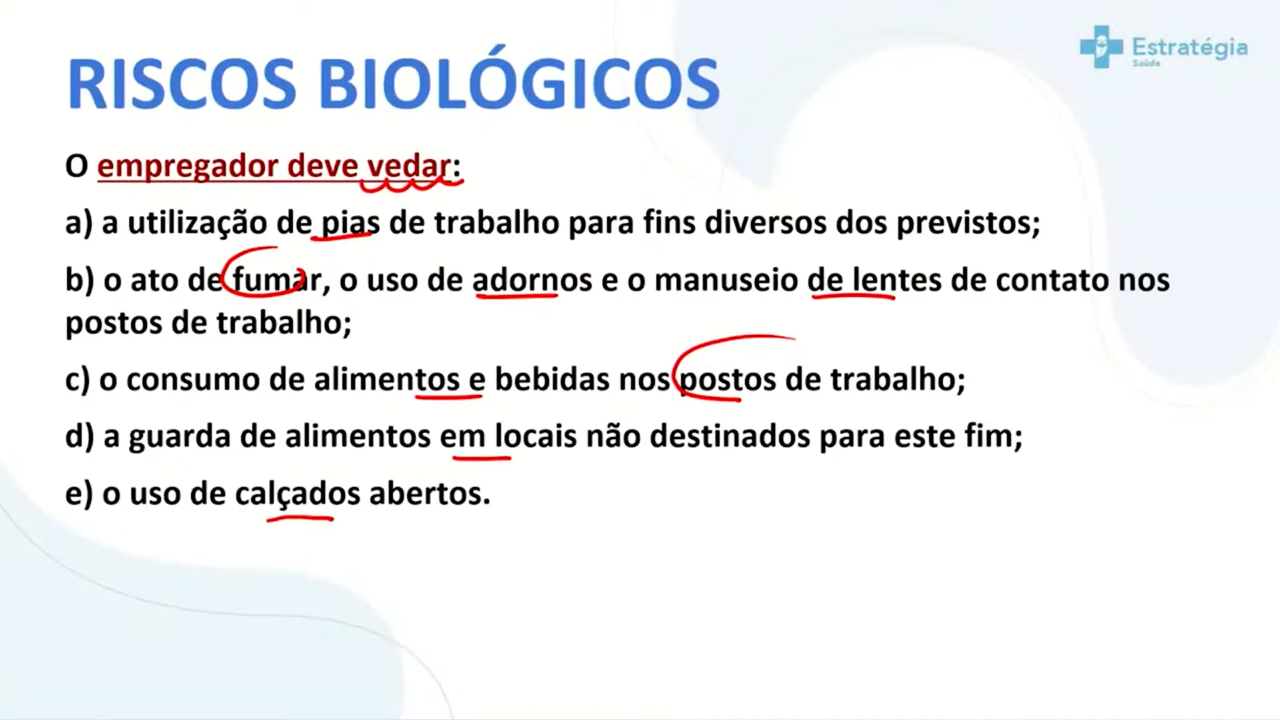 Estratégia
Saúde
RISCOS BIOLÓGICOS
O empregador deve vedar:
a) a utilização de pias de trabalho para fins diversos dos previstos;
b) o ato de fumar, o uso de adornos e o manuseio de lentes de contato nos
postos de trabalho;
c) o consumo de alimentos e bebidas nos postos de trabalho;
d) a guarda de alimentos em locais não destinados para este fim;
e) o uso de calçados abertos.